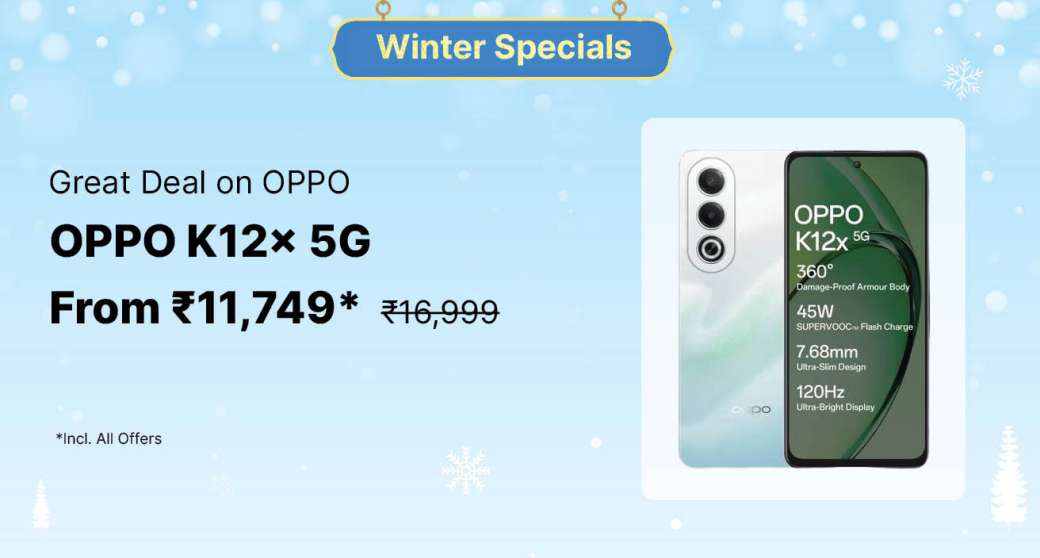 Winter Specials
Great Deal on OPPO
OPPO K12× 5G
From ₹11,749* ₹16,999
*Incl. All Offers
OPPO
K12x 5G
360°
Damage-Proof Armour Body
45W
SUPERVOOC™ Flash Charge
7.68mm
Ultra-Slim Design
120Hz
Ultra-Bright Display
oppo